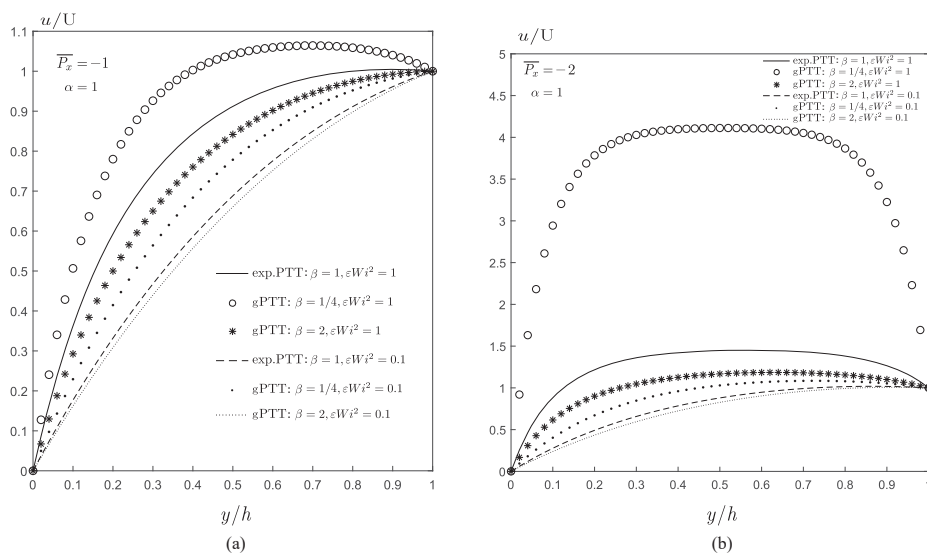 u/U
1.1
1
0.9
0.8
0.7
0.6
0.5
0.4
0.3
0.2
0.1
0
P̅x̅ = −1
α = 1
exp.PTT: β = 1, εWi² = 1
gPTT: β = 1/4, εWi² = 1
gPTT: β = 2, εWi² = 1
exp.PTT: β = 1, εWi² = 0.1
gPTT: β = 1/4, εWi² = 0.1
gPTT: β = 2, εWi² = 0.1
0 0.1 0.2 0.3 0.4 0.5 0.6 0.7 0.8 0.9 1
y/h
(a)
u/U
5
4.5
4
3.5
3
2.5
2
1.5
1
0.5
0
P̅x̅ = −2
α = 1
exp.PTT: β = 1, εWi² = 1
gPTT: β = 1/4, εWi² = 1
gPTT: β = 2, εWi² = 1
exp.PTT: β = 1, εWi² = 0.1
gPTT: β = 1/4, εWi² = 0.1
gPTT: β = 2, εWi² = 0.1
0 0.1 0.2 0.3 0.4 0.5 0.6 0.7 0.8 0.9 1
y/h
(b)